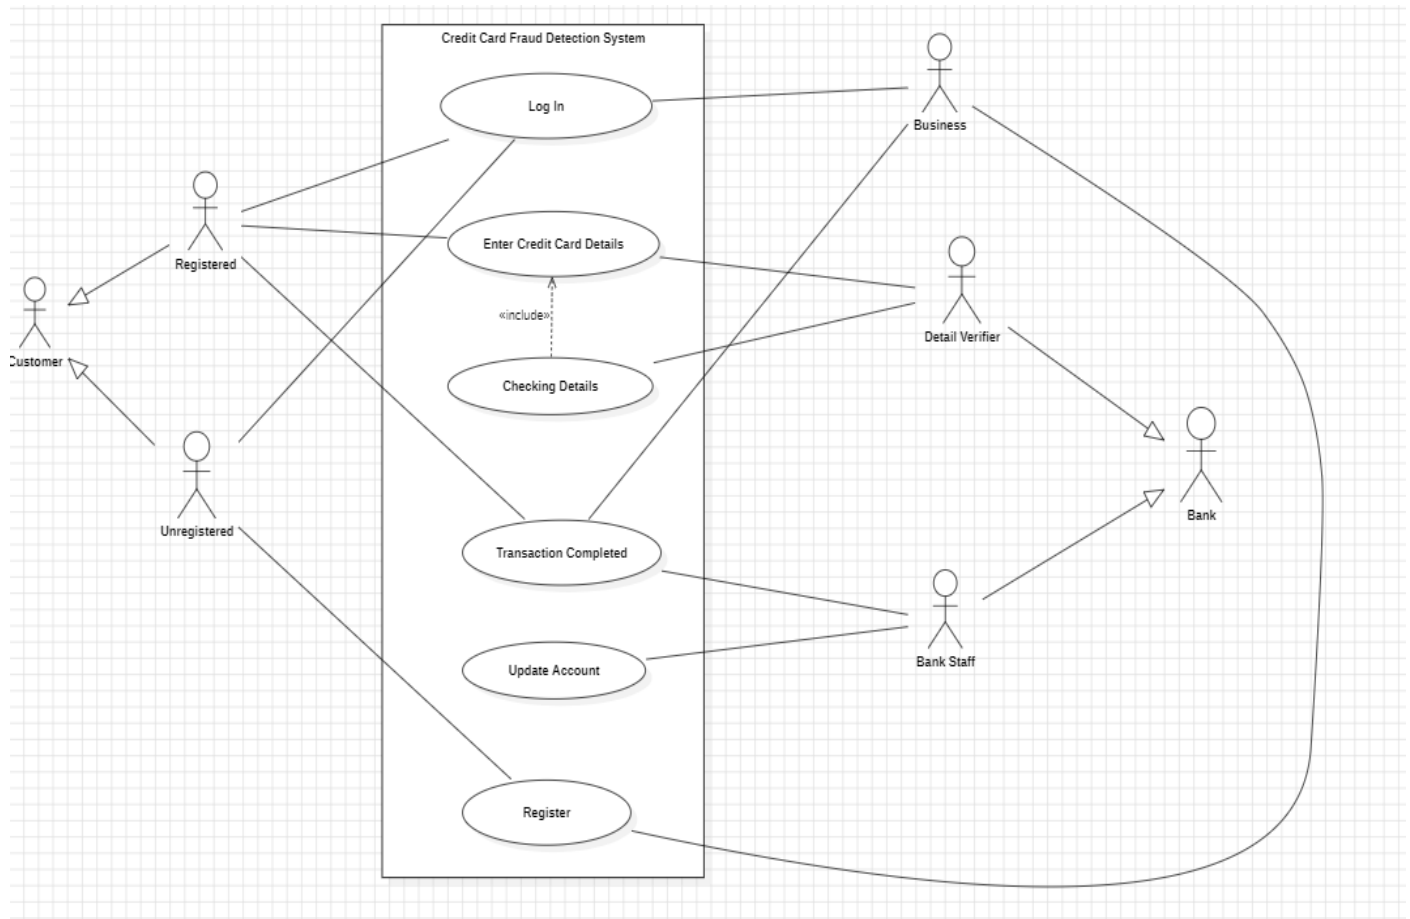 Credit Card Fraud Detection System
Log In
Business
Enter Credit Card Details
Registered
«include»
Detail Verifier
Customer
Checking Details
Bank
Unregistered
Transaction Completed
Bank Staff
Update Account
Register